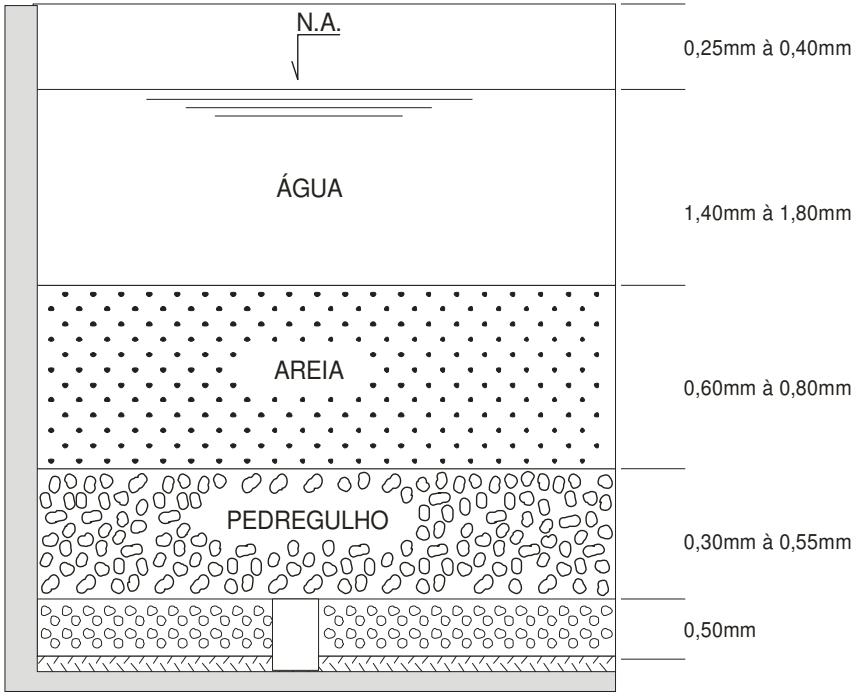 N.A.
0,25mm à 0,40mm
ÁGUA
1,40mm à 1,80mm
AREIA
0,60mm à 0,80mm
PEDREGULHO
0,30mm à 0,55mm
0,50mm